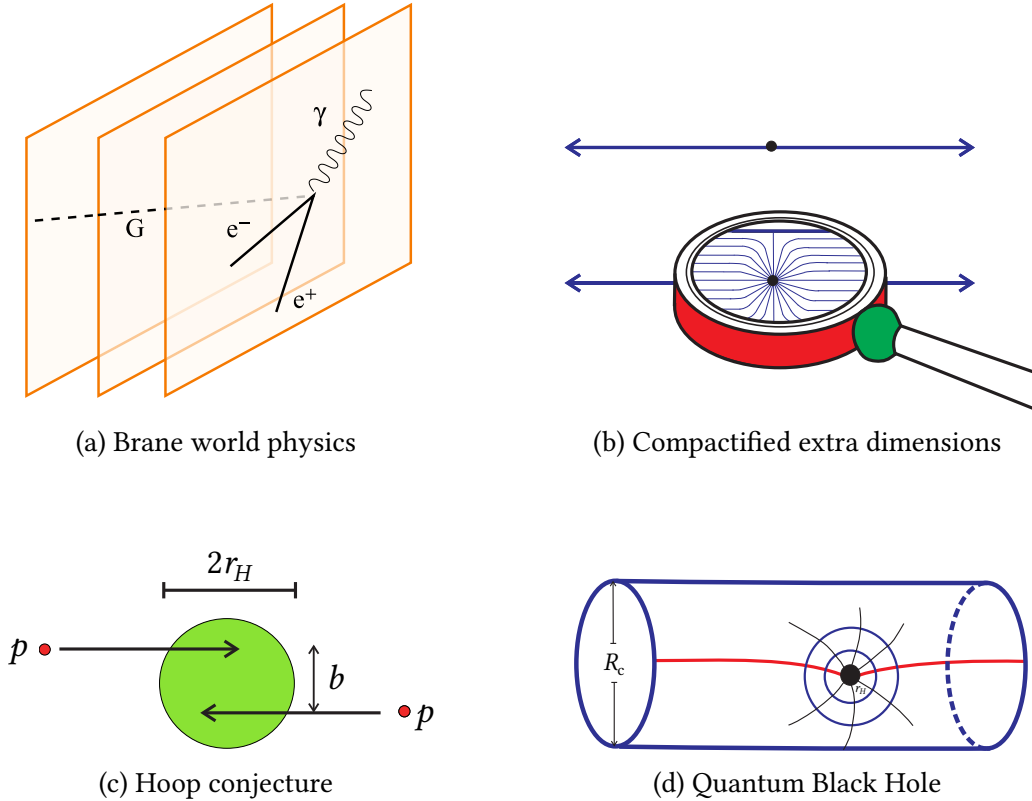 γ
G
e⁻
e⁺
(a) Brane world physics
(b) Compactified extra dimensions
2r_H
p
b
p
(c) Hoop conjecture
R_c
r_H
(d) Quantum Black Hole